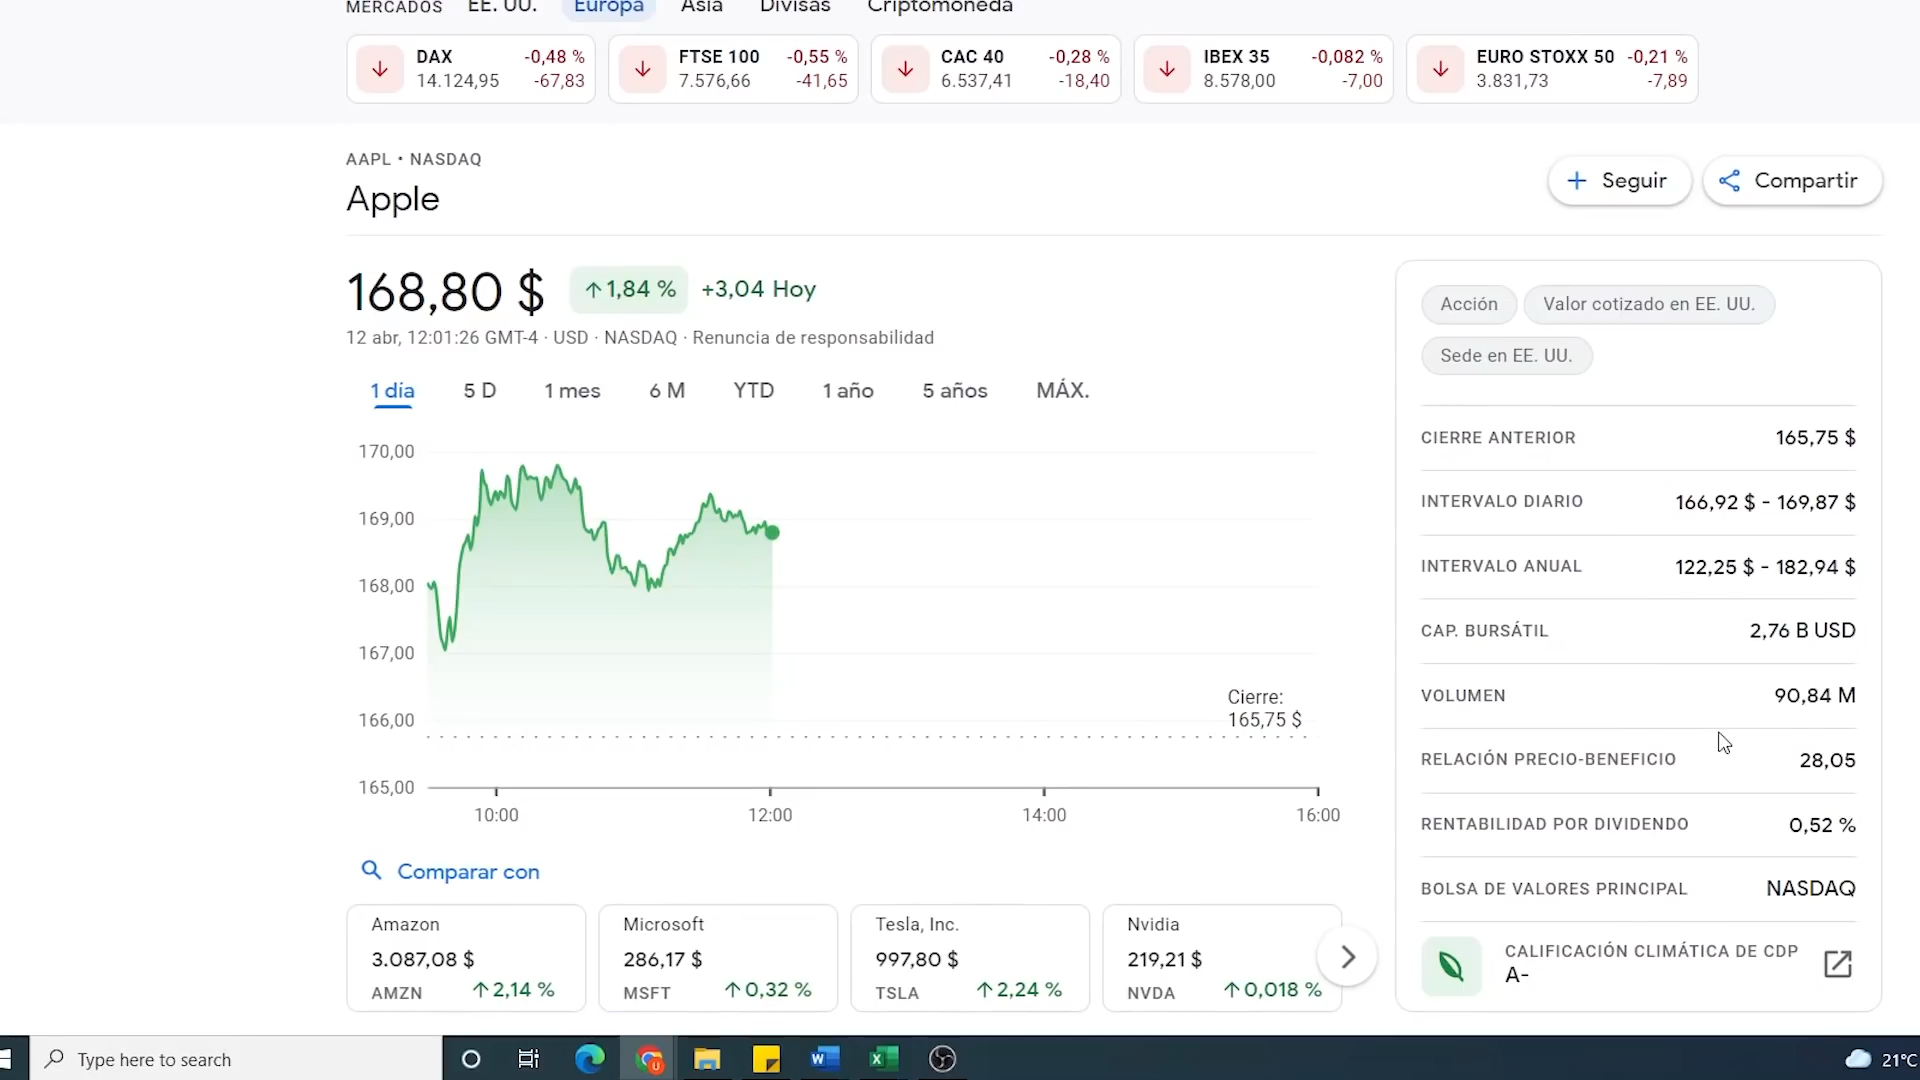 MERCADOS EE. UU. Europa Asia Divisas Criptomoneda
DAX -0,48 %
14.124,95 -67,83
FTSE 100 -0,55 %
7.576,66 -41,65
CAC 40 -0,28 %
6.537,41 -18,40
IBEX 35 -0,082 %
8.578,00 -7,00
EURO STOXX 50 -0,21 %
3.831,73 -7,89
AAPL • NASDAQ
Apple
Seguir
Compartir
168,80 $ ↑1,84 % +3,04 Hoy
12 abr, 12:01:26 GMT-4 · USD · NASDAQ · Renuncia de responsabilidad
1 día 5 D 1 mes 6 M YTD 1 año 5 años MÁX.
170,00
169,00
168,00
167,00
166,00
165,00
Cierre:
165,75 $
10:00 12:00 14:00 16:00
Comparar con
Amazon
3.087,08 $
AMZN ↑2,14 %
Microsoft
286,17 $
MSFT ↑0,32 %
Tesla, Inc.
997,80 $
TSLA ↑2,24 %
Nvidia
219,21 $
NVDA ↑0,018 %
Acción Valor cotizado en EE. UU.
Sede en EE. UU.
CIERRE ANTERIOR 165,75 $
INTERVALO DIARIO 166,92 $ - 169,87 $
INTERVALO ANUAL 122,25 $ - 182,94 $
CAP. BURSÁTIL 2,76 B USD
VOLUMEN 90,84 M
RELACIÓN PRECIO-BENEFICIO 28,05
RENTABILIDAD POR DIVIDENDO 0,52 %
BOLSA DE VALORES PRINCIPAL NASDAQ
CALIFICACIÓN CLIMÁTICA DE CDP
A-
Type here to search
21°C